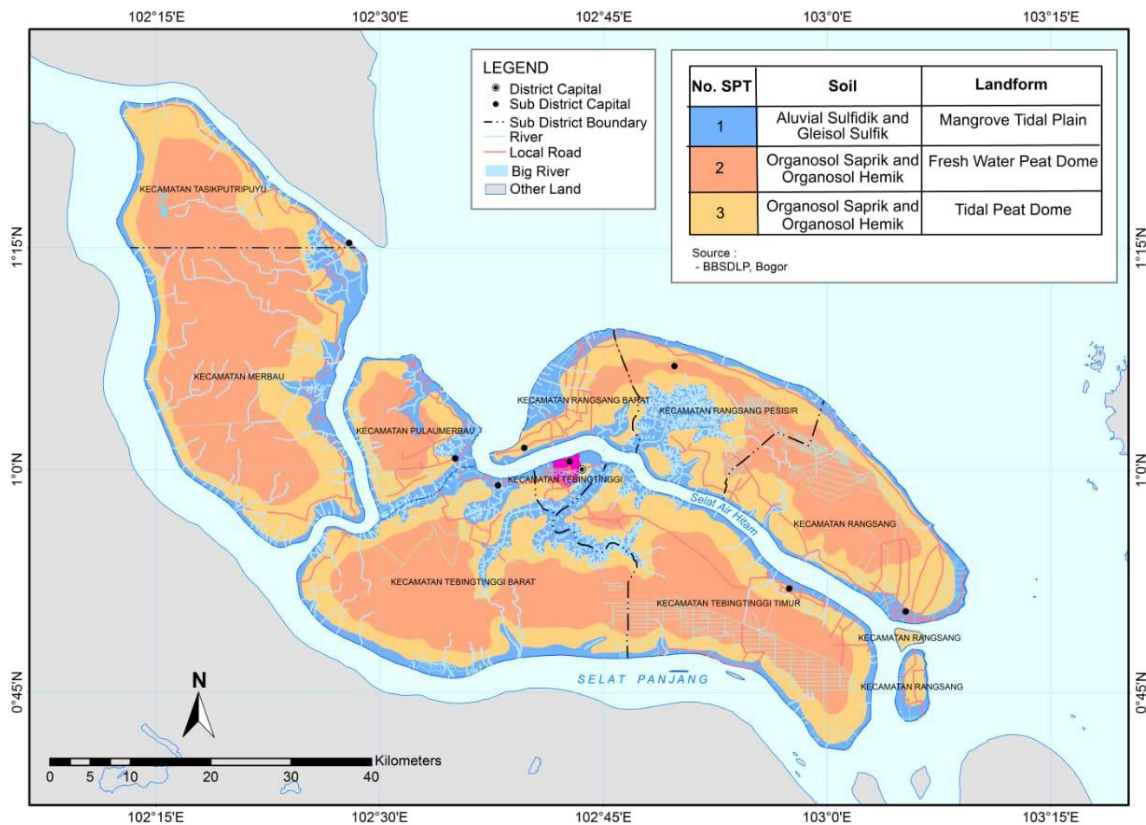 102°15'E 102°30'E 102°45'E 103°0'E 103°15'E
LEGEND
District Capital
Sub District Capital
Sub District Boundary
River
Local Road
Big River
Other Land
No. SPT Soil Landform
1 Aluvial Sulfidik and Gleisol Sulfik Mangrove Tidal Plain
2 Organosol Saprik and Organosol Hemik Fresh Water Peat Dome
3 Organosol Saprik and Organosol Hemik Tidal Peat Dome
Source :
- BBSDLP, Bogor
KECAMATAN TASIKPUTRIPUYU
1°15'N 1°15'N
KECAMATAN MERBAU
KECAMATAN RANGSANG BARAT
KECAMATAN RANGSANG PESISIR
KECAMATAN PULAUMERBAU
1°0'N 1°0'N
KECAMATAN TEBINGTINGGI
Selat Air Hitam
KECAMATAN RANGSANG
KECAMATAN TEBINGTINGGI BARAT
KECAMATAN TEBINGTINGGI TIMUR
KECAMATAN RANGSANG
SELAT PANJANG
KECAMATAN RANGSANG
0°45'N 0°45'N
N
Kilometers
0 5 10 20 30 40
102°15'E 102°30'E 102°45'E 103°0'E 103°15'E